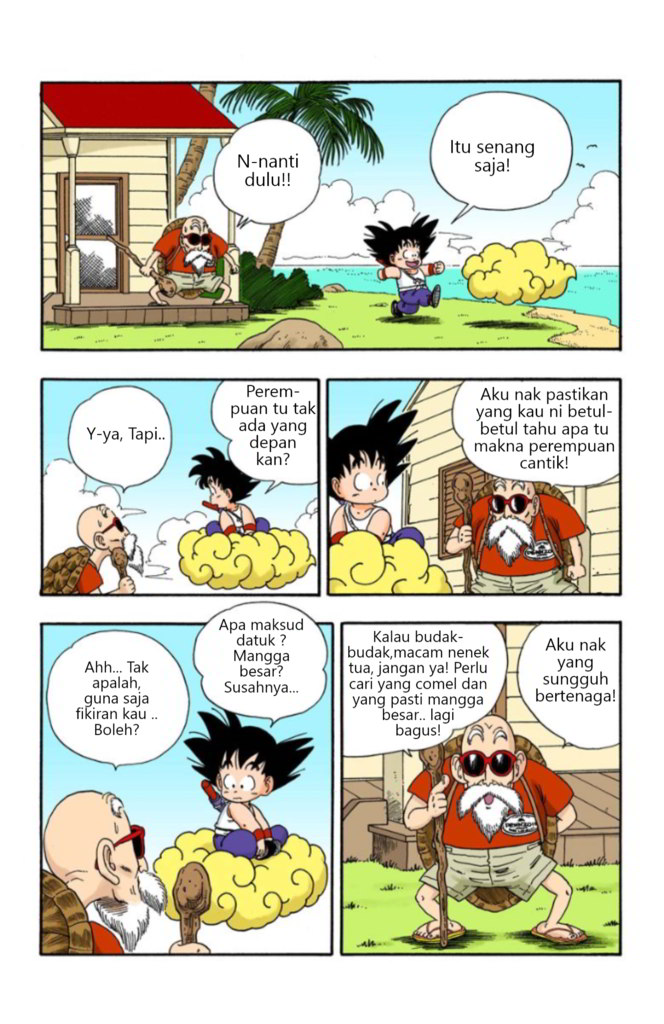 N-nanti
dulu!!
Itu senang
saja!
Y-ya, Tapi..
Perem-
puan tu tak
ada yang
depan
kan?
Aku nak pastikan
yang kau ni betul-
betul tahu apa tu
makna perempuan
cantik!
Ahh... Tak
apalah,
guna saja
fikiran kau ..
Boleh?
Apa maksud
datuk ?
Mangga
besar?
Susahnya...
Kalau budak-
budak,macam nenek
tua, jangan ya! Perlu
cari yang comel dan
yang pasti mangga
besar.. lagi
bagus!
Aku nak
yang
sungguh
bertenaga!